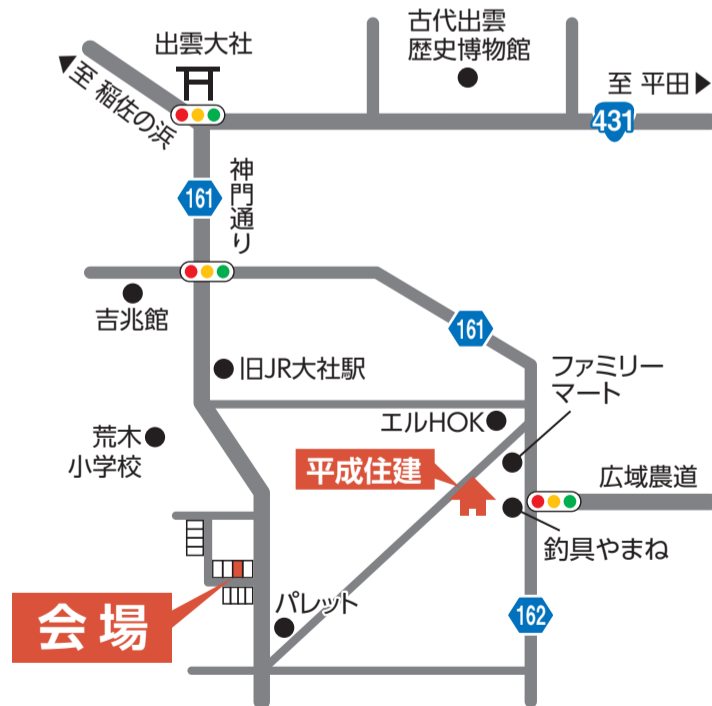 出雲大社
古代出雲
歴史博物館
至 稲佐の浜
至 平田
431
161
神門通り
吉兆館
161
旧JR大社駅
ファミリー
マート
エルHOK
荒木
小学校
平成住建
広域農道
釣具やまね
会場
パレット
162